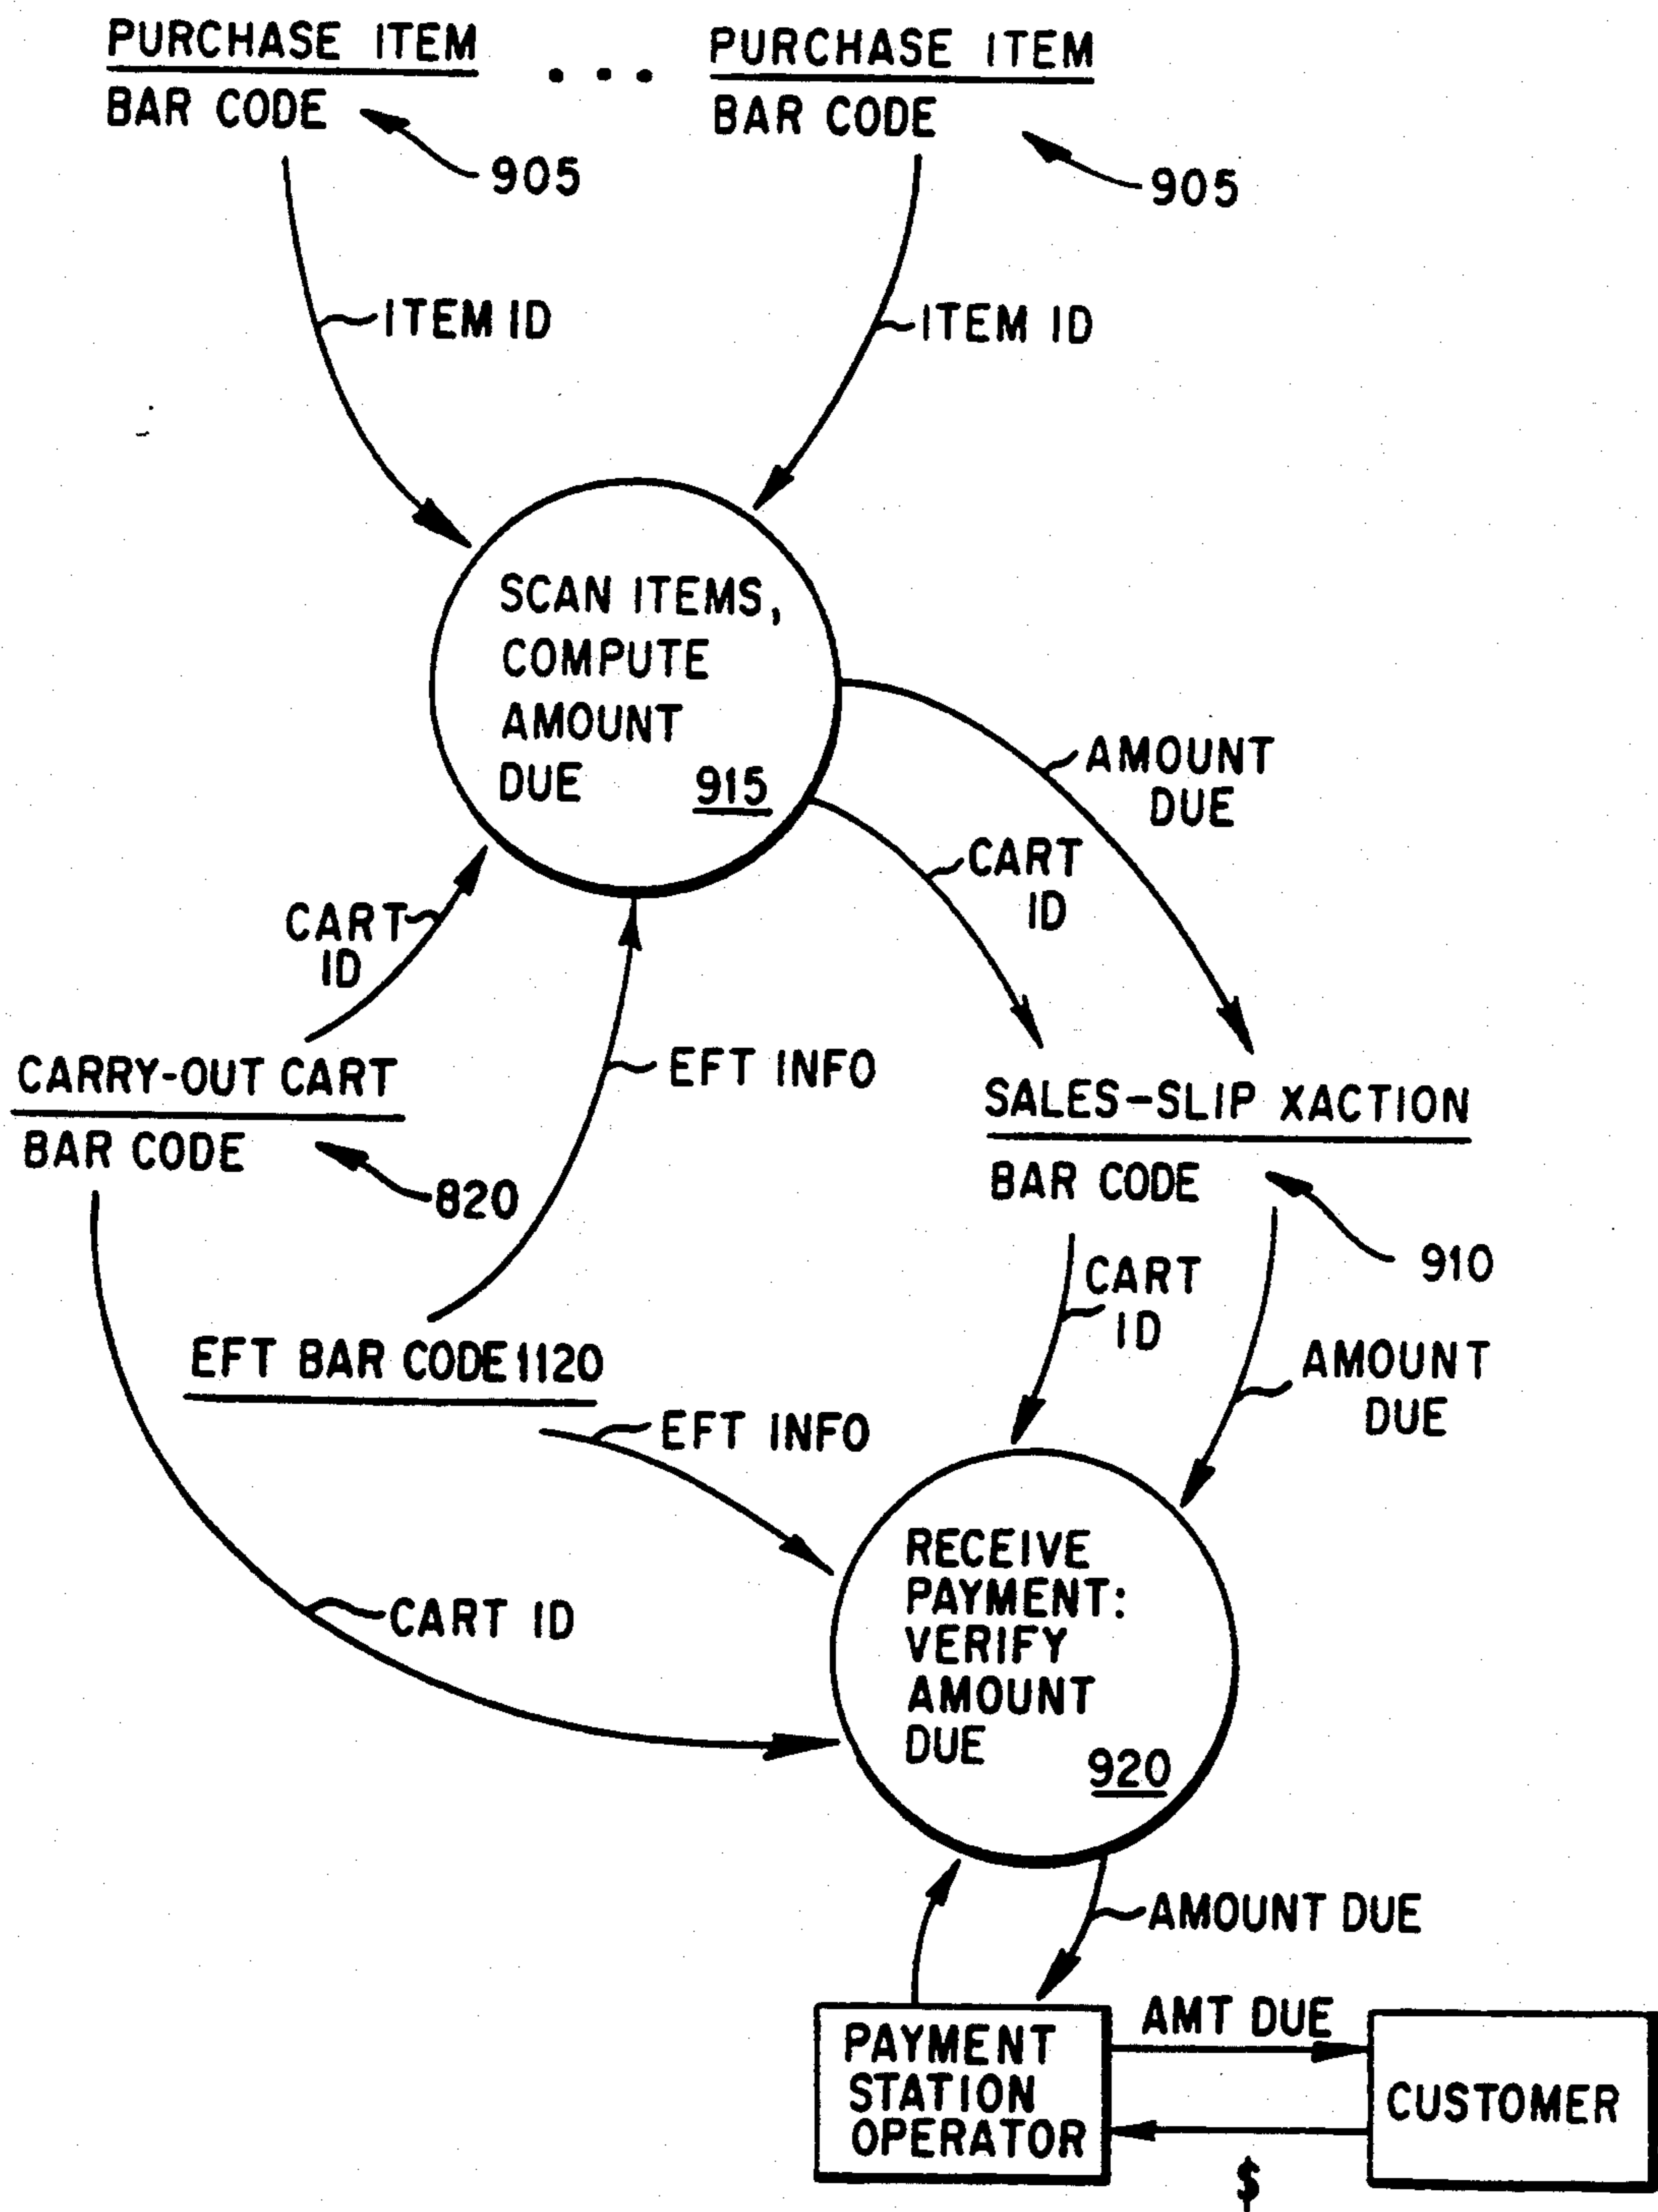 PURCHASE ITEM
BAR CODE
905
. . .
PURCHASE ITEM
BAR CODE
905
ITEM ID
ITEM ID
SCAN ITEMS,
COMPUTE
AMOUNT
DUE
915
AMOUNT
DUE
CART
ID
CART
ID
EFT INFO
CARRY-OUT CART
BAR CODE
820
SALES-SLIP XACTION
BAR CODE
910
CART
ID
AMOUNT
DUE
EFT BAR CODE 1120
EFT INFO
CART ID
RECEIVE
PAYMENT:
VERIFY
AMOUNT
DUE
920
AMOUNT DUE
PAYMENT
STATION
OPERATOR
AMT DUE
$
CUSTOMER